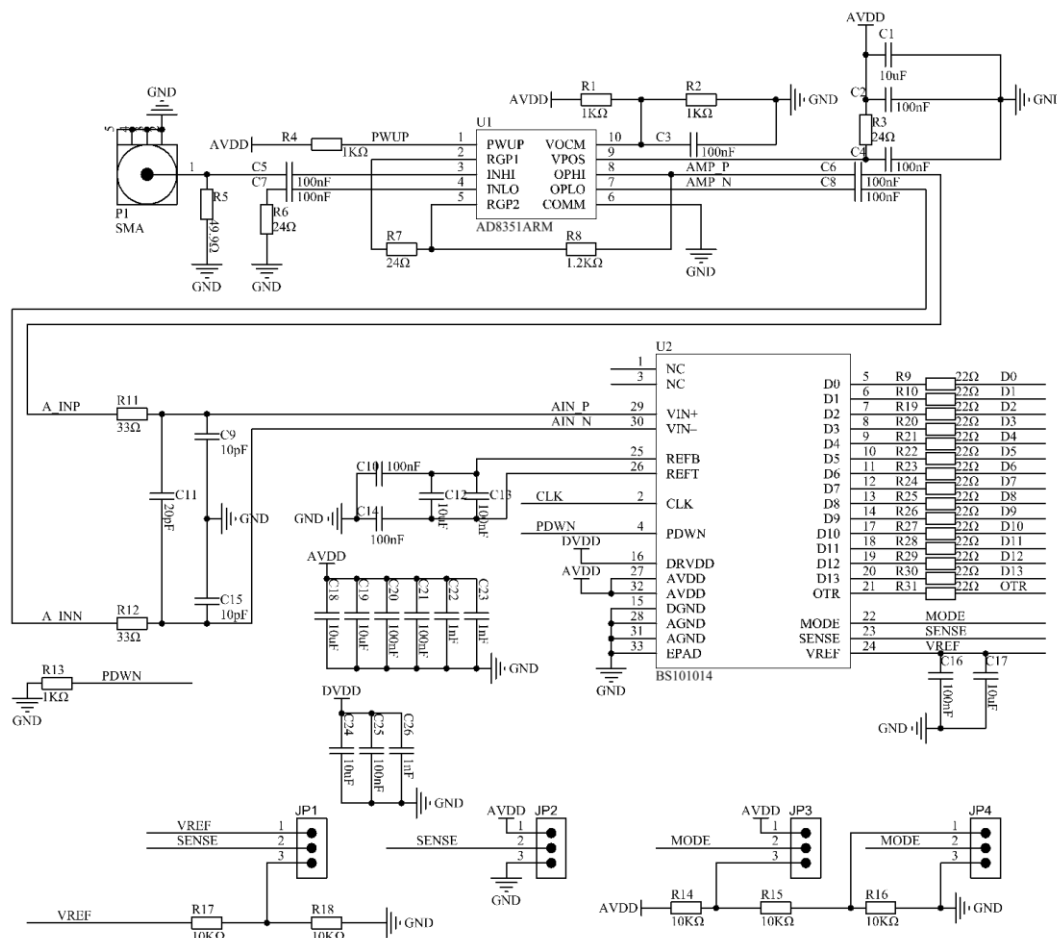 AVDD
C1
10uF
GND
R1
R2
C2
AVDD
1KΩ
1KΩ
GND
100nF
GND
5
4
U1
R3
R4
PWUP
1
PWUP
VOCM
10
C3
24Ω
AVDD
1KΩ
2
RGP1
VPOS
9
100nF
C4
100nF
1
C5
100nF
3
INHI
OPHI
8
AMP_P
C6
100nF
C7
100nF
4
INLO
OPLO
7
AMP_N
C8
100nF
R5
49.9Ω
R6
24Ω
5
RGP2
COMM
6
P1
SMA
AD8351ARM
R7
R8
24Ω
1.2KΩ
GND
GND
GND
U2
1
NC
3
NC
D0
5
R9
22Ω
D0
D1
6
R10
22Ω
D1
A_INP
R11
AIN_P
29
VIN+
D2
7
R19
22Ω
D2
33Ω
AIN_N
30
VIN–
D3
8
R20
22Ω
D3
C9
10pF
D4
9
R21
22Ω
D4
25
REFB
D5
10
R22
22Ω
D5
C10
100nF
26
REFT
D6
11
R23
22Ω
D6
D7
12
R24
22Ω
D7
C11
20pF
C12
10uF
C13
100nF
CLK
2
CLK
D8
13
R25
22Ω
D8
GND
GND
C14
100nF
D9
14
R26
22Ω
D9
PDWN
4
PDWN
D10
17
R27
22Ω
D10
DVDD
D11
18
R28
22Ω
D11
16
DRVDD
D12
19
R29
22Ω
D12
AVDD
27
AVDD
D13
20
R30
22Ω
D13
32
AVDD
OTR
21
R31
22Ω
OTR
15
DGND
28
AGND
MODE
22
MODE
31
AGND
SENSE
23
SENSE
33
EPAD
VREF
24
VREF
BS101014
GND
C15
10pF
A_INN
R12
33Ω
AVDD
C18
C19
C20
C21
C22
C23
10uF
10uF
100nF
100nF
1nF
1nF
GND
C16
C17
100nF
10uF
GND
R13
PDWN
1KΩ
GND
DVDD
C24
C25
C26
10uF
100nF
1nF
GND
JP1
VREF
1
SENSE
2
3
R17
R18
VREF
10KΩ
10KΩ
GND
JP2
AVDD
1
SENSE
2
3
GND
JP3
AVDD
1
MODE
2
3
JP4
1
MODE
2
3
R14
R15
R16
AVDD
10KΩ
10KΩ
10KΩ
GND